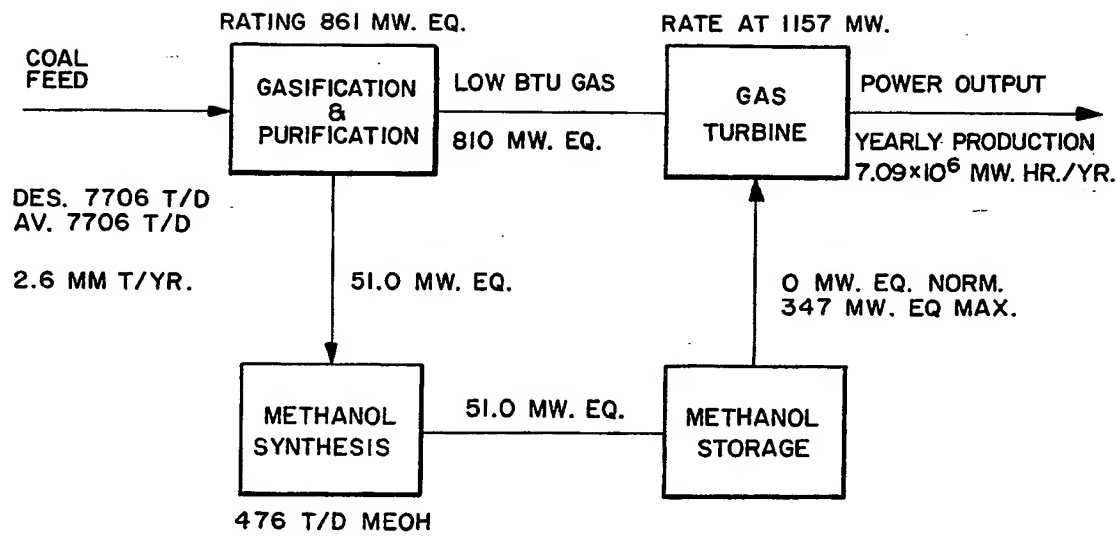 RATING 861 MW. EQ.
RATE AT 1157 MW.
COAL
FEED
GASIFICATION
&
PURIFICATION
LOW BTU GAS
810 MW. EQ.
GAS
TURBINE
POWER OUTPUT
YEARLY PRODUCTION
7.09×10⁶ MW. HR./YR.
DES. 7706 T/D
AV. 7706 T/D
2.6 MM T/YR.
51.0 MW. EQ.
0 MW. EQ. NORM.
347 MW. EQ MAX.
METHANOL
SYNTHESIS
51.0 MW. EQ.
METHANOL
STORAGE
476 T/D MEOH